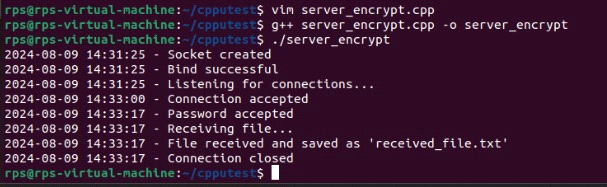 rps@rps-virtual-machine:~/cpputest$ vim server_encrypt.cpp
rps@rps-virtual-machine:~/cpputest$ g++ server_encrypt.cpp -o server_encrypt
rps@rps-virtual-machine:~/cpputest$ ./server_encrypt
2024-08-09 14:31:25 - Socket created
2024-08-09 14:31:25 - Bind successful
2024-08-09 14:31:25 - Listening for connections...
2024-08-09 14:33:00 - Connection accepted
2024-08-09 14:33:17 - Password accepted
2024-08-09 14:33:17 - Receiving file...
2024-08-09 14:33:17 - File received and saved as 'received_file.txt'
2024-08-09 14:33:17 - Connection closed
rps@rps-virtual-machine:~/cpputest$